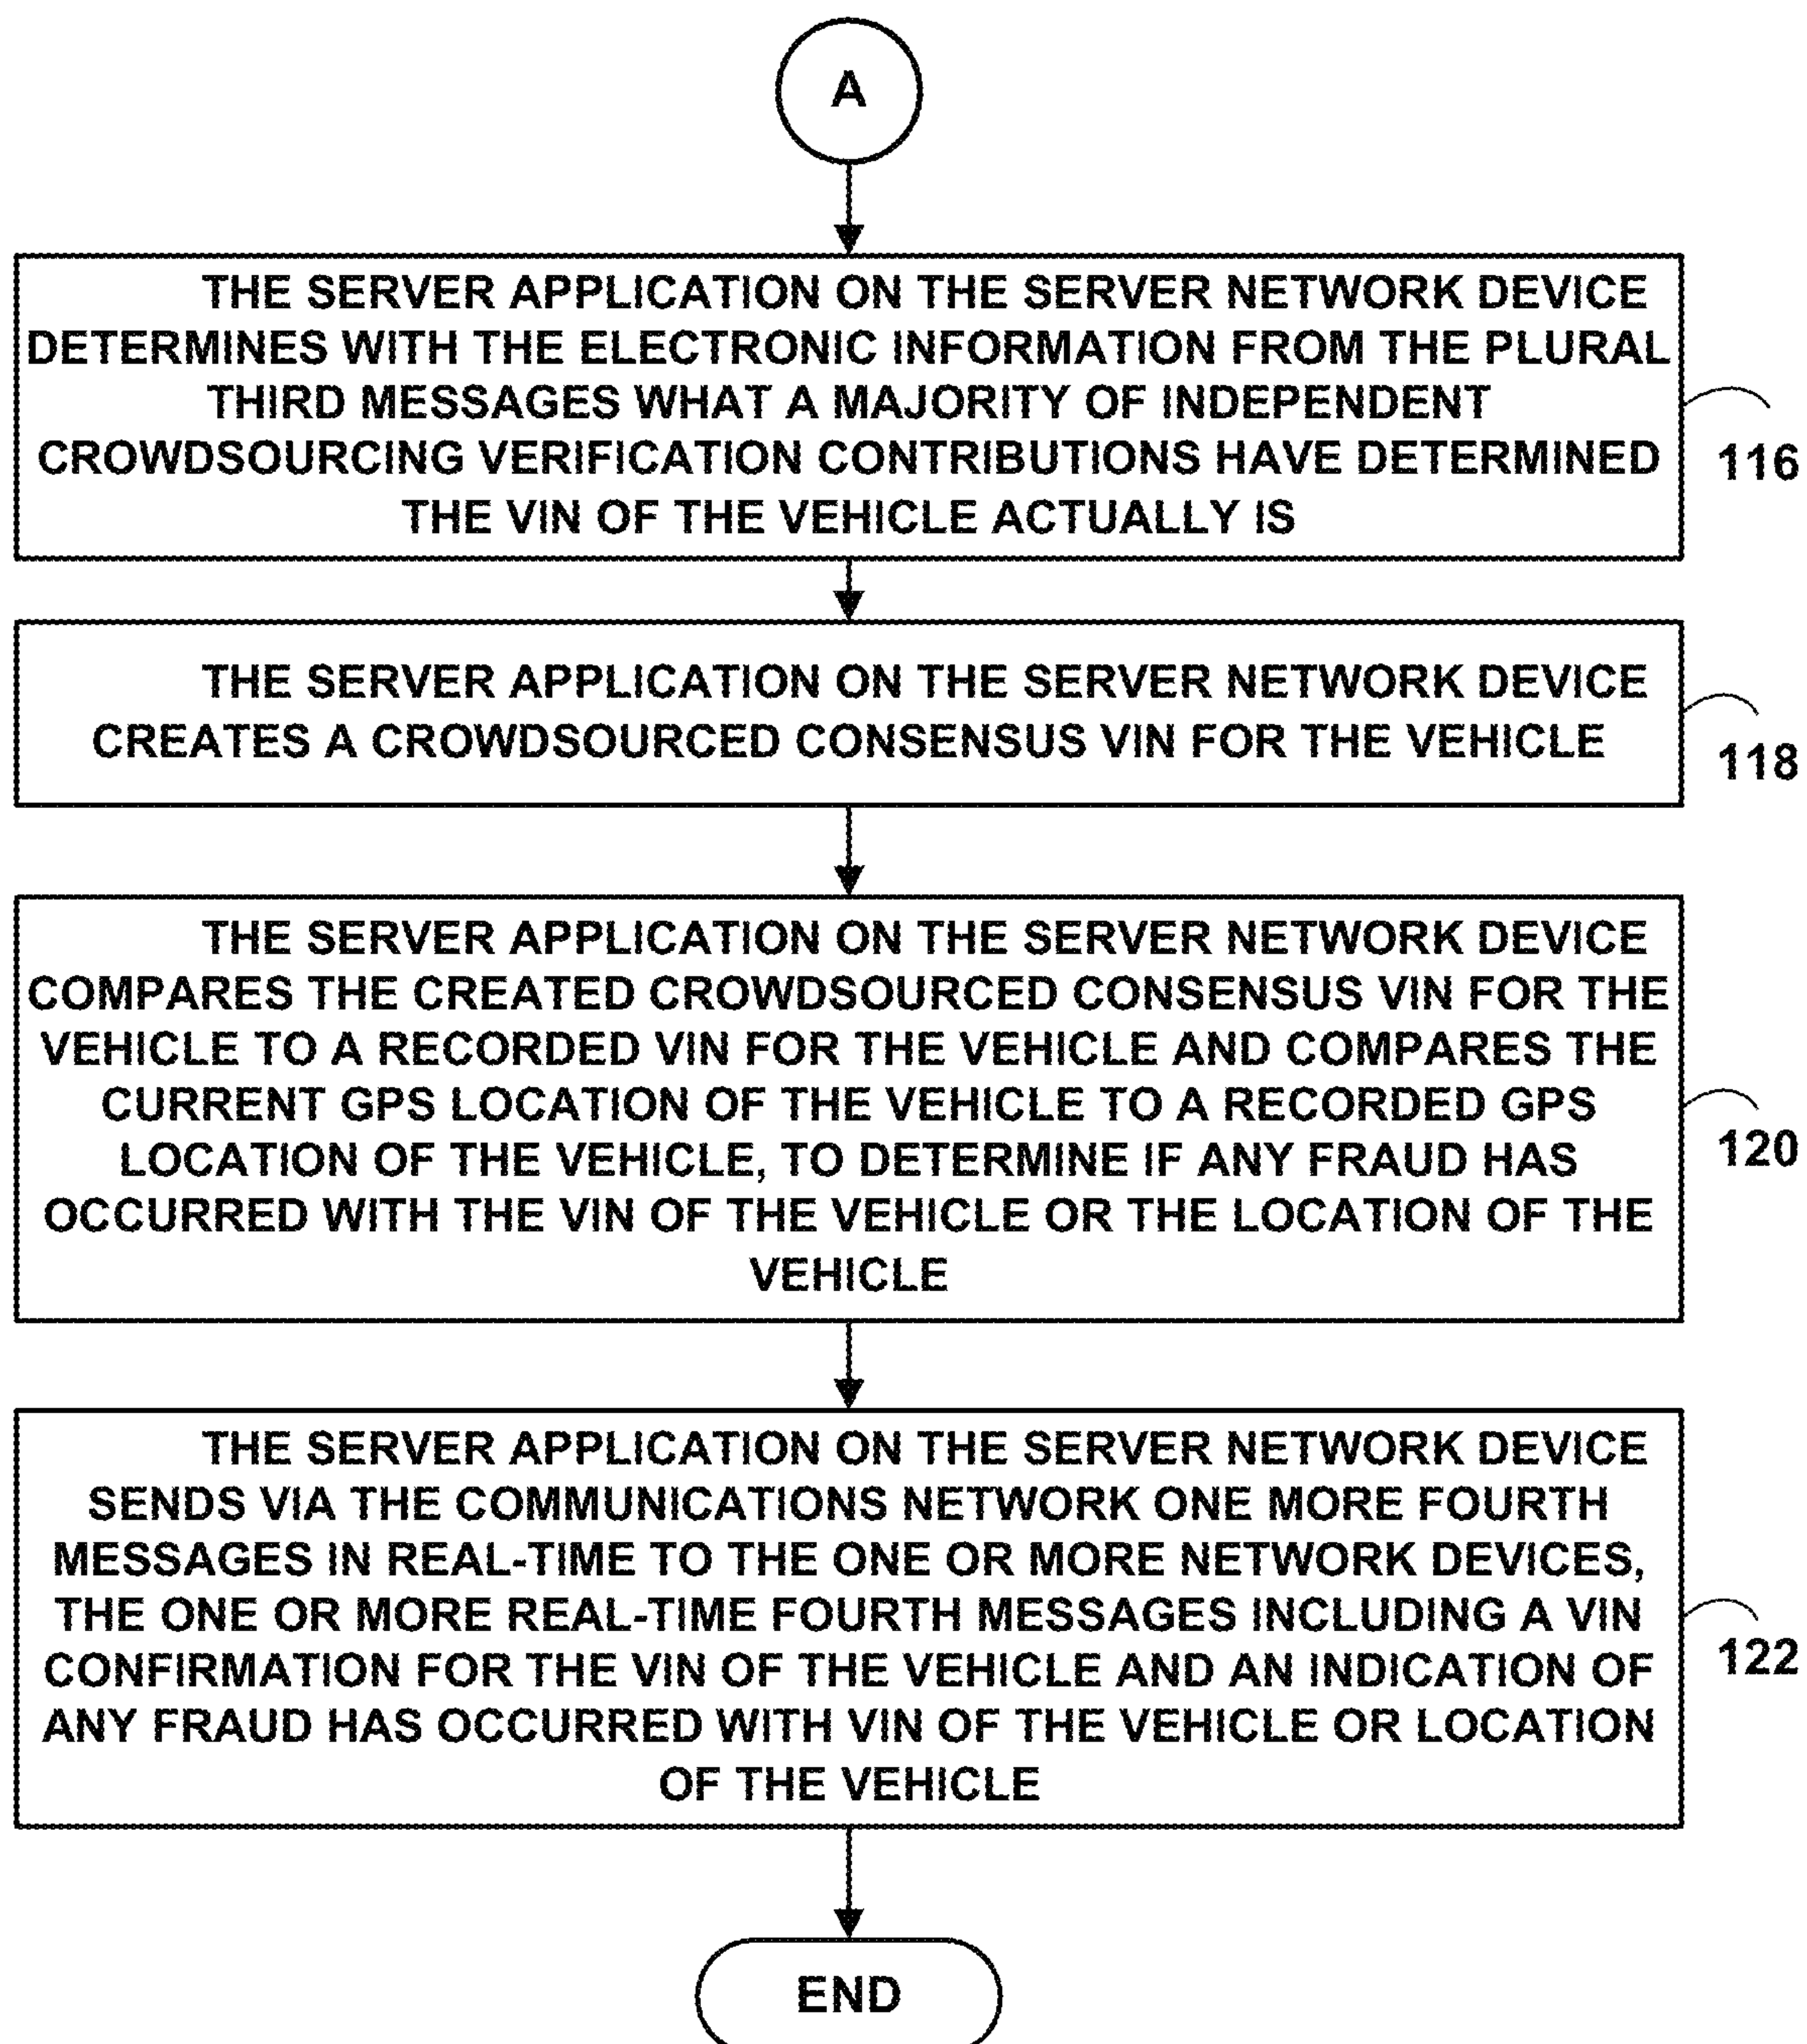 A
THE SERVER APPLICATION ON THE SERVER NETWORK DEVICE
DETERMINES WITH THE ELECTRONIC INFORMATION FROM THE PLURAL
THIRD MESSAGES WHAT A MAJORITY OF INDEPENDENT
CROWDSOURCING VERIFICATION CONTRIBUTIONS HAVE DETERMINED
THE VIN OF THE VEHICLE ACTUALLY IS
116
THE SERVER APPLICATION ON THE SERVER NETWORK DEVICE
CREATES A CROWDSOURCED CONSENSUS VIN FOR THE VEHICLE
118
THE SERVER APPLICATION ON THE SERVER NETWORK DEVICE
COMPARES THE CREATED CROWDSOURCED CONSENSUS VIN FOR THE
VEHICLE TO A RECORDED VIN FOR THE VEHICLE AND COMPARES THE
CURRENT GPS LOCATION OF THE VEHICLE TO A RECORDED GPS
LOCATION OF THE VEHICLE, TO DETERMINE IF ANY FRAUD HAS
OCCURRED WITH THE VIN OF THE VEHICLE OR THE LOCATION OF THE
VEHICLE
120
THE SERVER APPLICATION ON THE SERVER NETWORK DEVICE
SENDS VIA THE COMMUNICATIONS NETWORK ONE MORE FOURTH
MESSAGES IN REAL-TIME TO THE ONE OR MORE NETWORK DEVICES,
THE ONE OR MORE REAL-TIME FOURTH MESSAGES INCLUDING A VIN
CONFIRMATION FOR THE VIN OF THE VEHICLE AND AN INDICATION OF
ANY FRAUD HAS OCCURRED WITH VIN OF THE VEHICLE OR LOCATION
OF THE VEHICLE
122
END